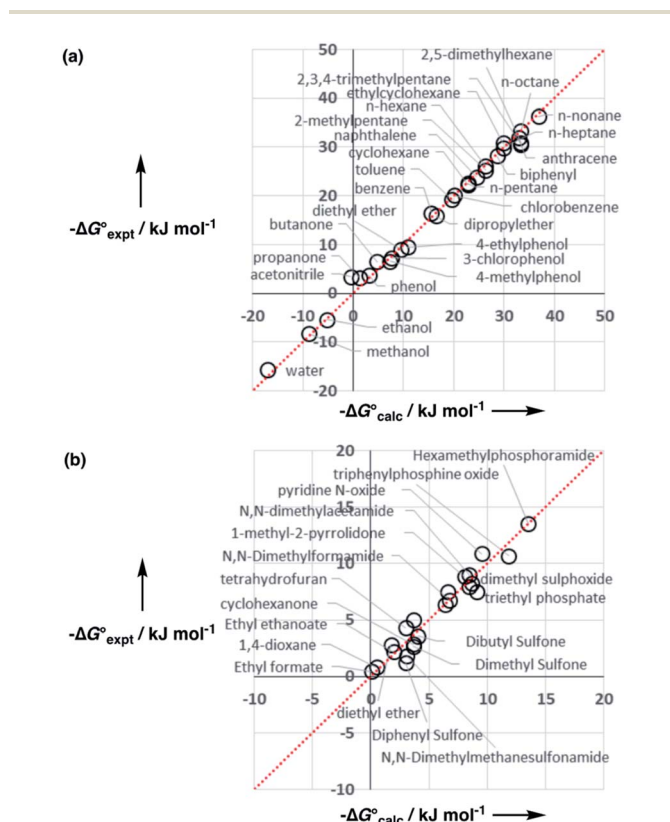 (a)
50
2,5-dimethylhexane
2,3,4-trimethylpentane
n-octane
ethylcyclohexane
40
n-hexane
n-nonane
2-methylpentane
n-heptane
naphthalene
30
cyclohexane
anthracene
toluene
biphenyl
benzene
20
n-pentane
diethyl ether
chlorobenzene
butanone
dipropylether
10
4-ethylphenol
propanone
3-chlorophenol
acetonitrile
4-methylphenol
0
phenol
-20 -10 0 10 20 30 40 50
ethanol
-10
methanol
water
-20
-ΔG°expt / kJ mol-1
-ΔG°calc / kJ mol-1
(b)
20
Hexamethylphosphoramide
triphenylphosphine oxide
pyridine N-oxide
15
N,N-dimethylacetamide
1-methyl-2-pyrrolidone
N,N-Dimethylformamide
10
tetrahydrofuran
dimethyl sulphoxide
cyclohexanone
triethyl phosphate
Ethyl ethanoate
5
1,4-dioxane
Dibutyl Sulfone
Ethyl formate
Dimethyl Sulfone
0
-10 -5 0 5 10 15 20
diethyl ether
-5
Diphenyl Sulfone
N,N-Dimethylmethanesulfonamide
-10
-ΔG°expt / kJ mol-1
-ΔG°calc / kJ mol-1